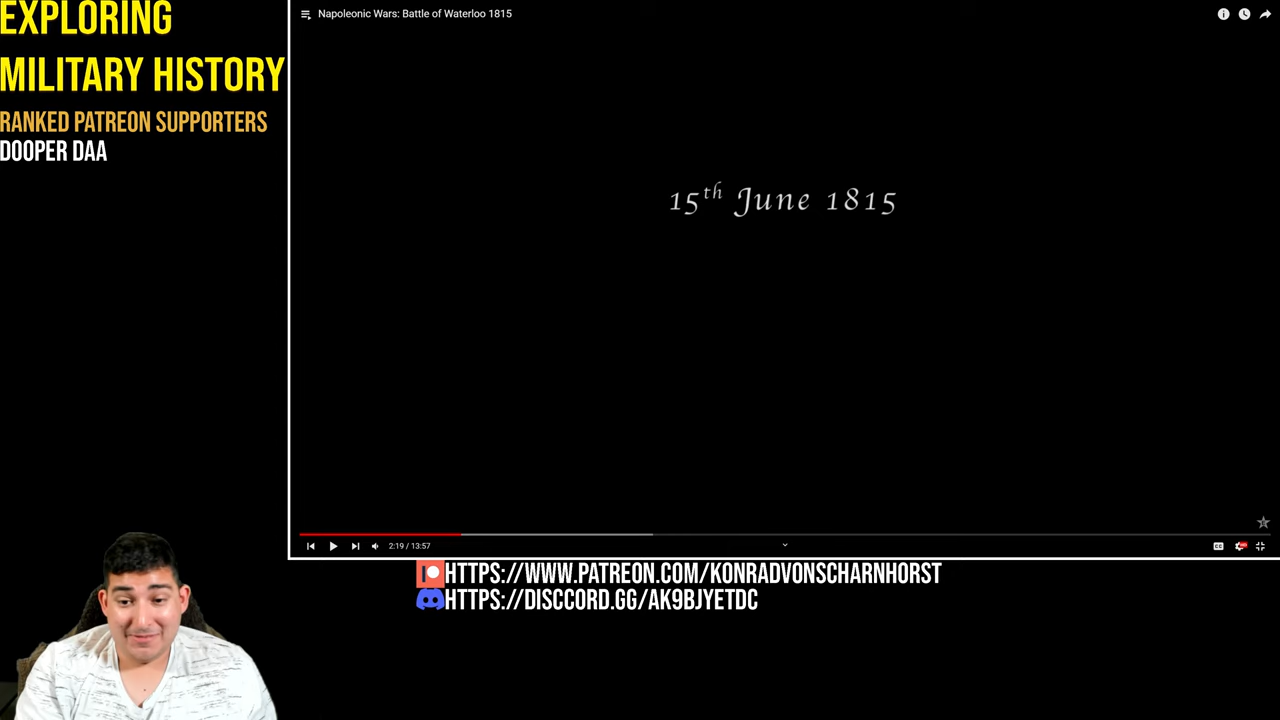 EXPLORING
MILITARY HISTORY
RANKED PATREON SUPPORTERS
DOOPER DAA
Napoleonic Wars: Battle of Waterloo 1815
15th June 1815
2:19 / 13:57
CC
HTTPS://WWW.PATREON.COM/KONRADVONSCHARNHORST
HTTPS://DISCCORD.GG/AK9BJYETDC